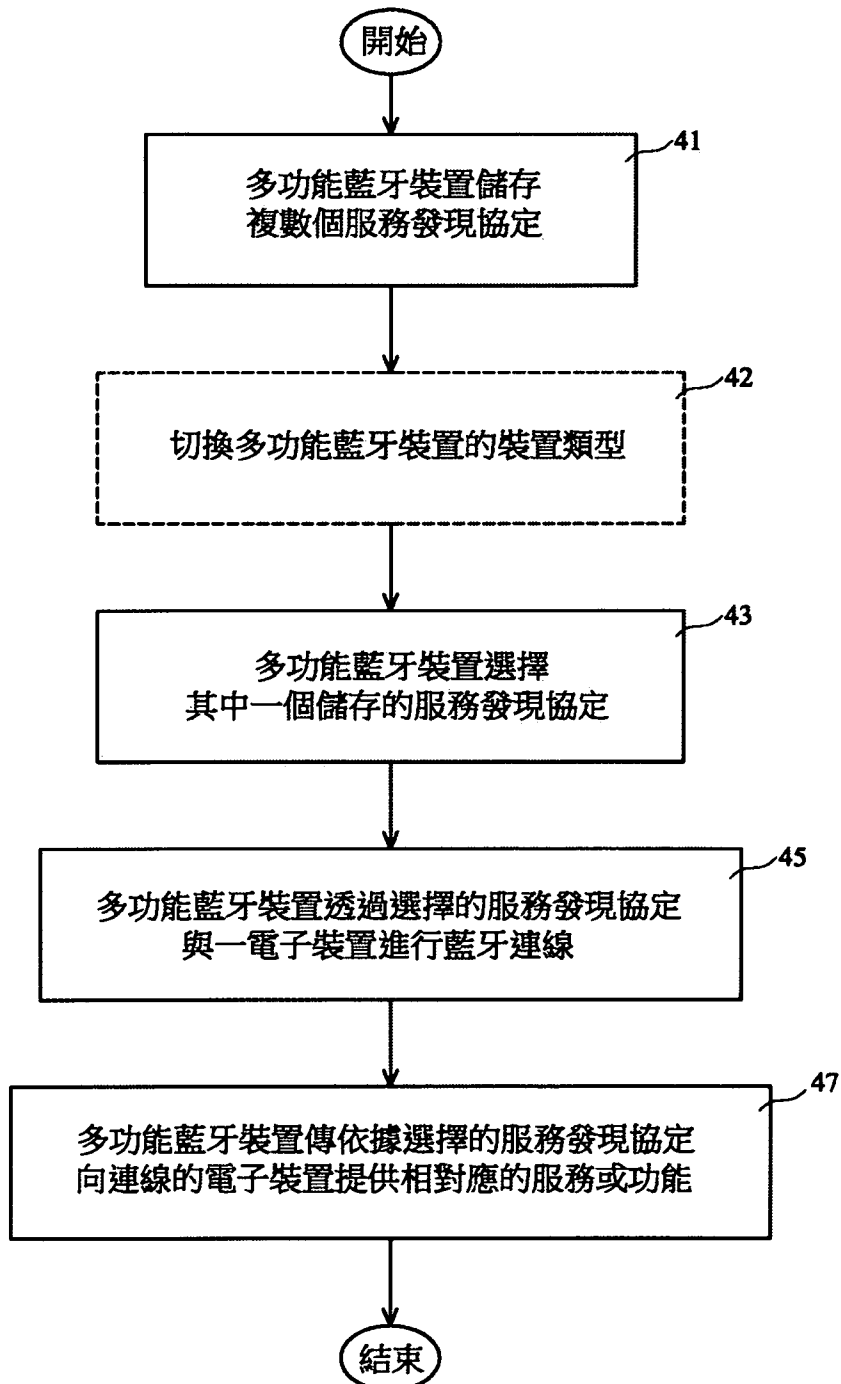 開始
41
多功能藍牙裝置儲存
複數個服務發現協定
42
切換多功能藍牙裝置的裝置類型
43
多功能藍牙裝置選擇
其中一個儲存的服務發現協定
45
多功能藍牙裝置透過選擇的服務發現協定
與一電子裝置進行藍牙連線
47
多功能藍牙裝置傳依據選擇的服務發現協定
向連線的電子裝置提供相對應的服務或功能
結束